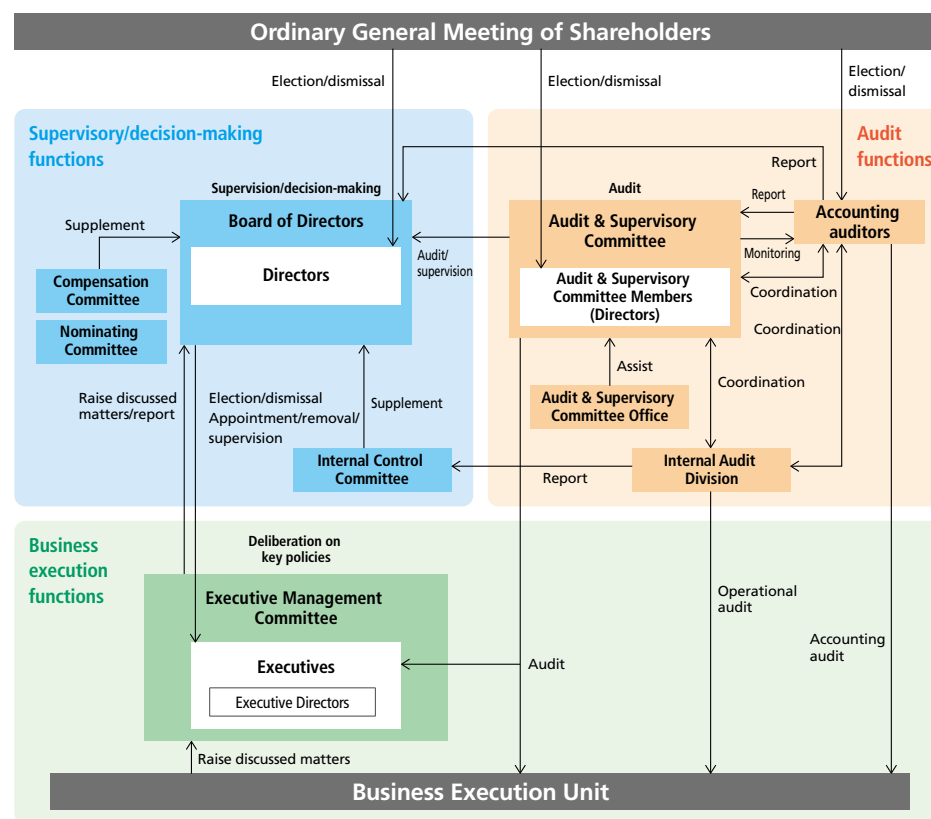 Ordinary General Meeting of Shareholders
Election/dismissal
Election/dismissal
Election/
dismissal
Supervisory/decision-making
functions
Audit
functions
Supervision/decision-making
Board of Directors
Directors
Supplement
Compensation
Committee
Nominating
Committee
Audit/
supervision
Audit
Audit & Supervisory
Committee
Audit & Supervisory
Committee Members
(Directors)
Report
Report
Monitoring
Accounting
auditors
Coordination
Coordination
Coordination
Assist
Audit & Supervisory
Committee Office
Raise discussed
matters/report
Election/dismissal
Appointment/removal/
supervision
Supplement
Internal Control
Committee
Report
Internal Audit
Division
Business
execution
functions
Deliberation on
key policies
Executive Management
Committee
Executives
Executive Directors
Audit
Operational
audit
Accounting
audit
Raise discussed matters
Business Execution Unit